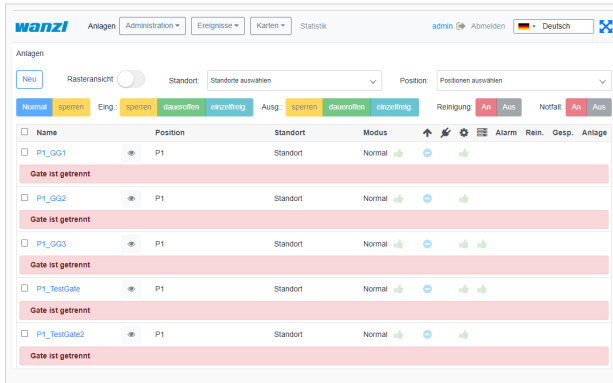 wanzl Anlagen Administration Ereignisse Karten Statistik admin Abmelden Deutsch
Anlagen
Neu Rasteransicht Standort: Standorte auswählen Position: Positionen auswählen
Normal sperren Eing.: sperren daueroffen einzelfreig. Ausg.: sperren daueroffen einzelfreig. Reinigung: An Aus Notfall: An Aus
Name Position Standort Modus Alarm Rein. Gesp. Anlage
P1_GG1 P1 Standort Normal
Gate ist getrennt
P1_GG2 P1 Standort Normal
Gate ist getrennt
P1_GG3 P1 Standort Normal
Gate ist getrennt
P1_TestGate P1 Standort Normal
Gate ist getrennt
P1_TestGate2 P1 Standort Normal
Gate ist getrennt